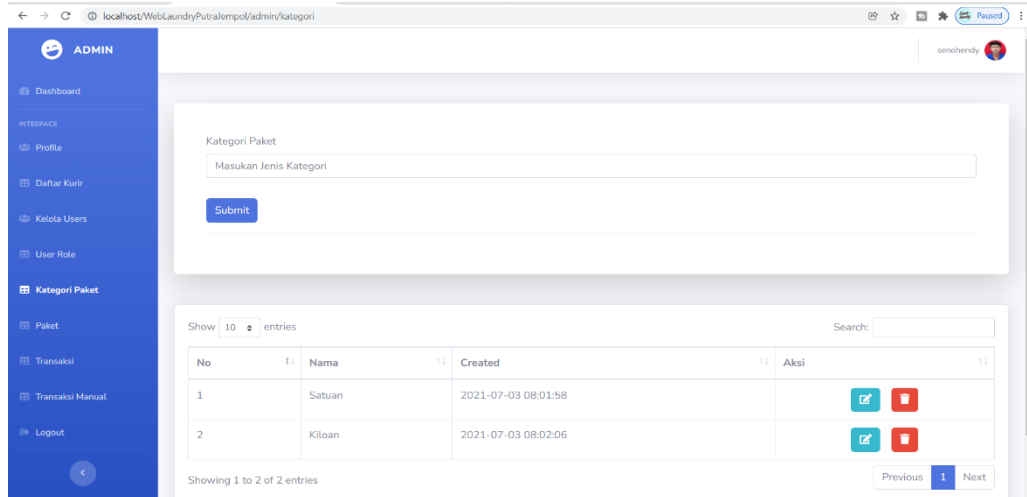 localhost/WebLaundryPutraJempol/admin/kategori
Paused
ADMIN
senohendy
Dashboard
INTERFACE
Profile
Daftar Kurir
Kelola Users
User Role
Kategori Paket
Paket
Transaksi
Transaksi Manual
Logout
Kategori Paket
Masukan Jenis Kategori
Submit
Show 10 entries
Search:
No Nama Created Aksi
1 Satuan 2021-07-03 08:01:58
2 Kiloan 2021-07-03 08:02:06
Showing 1 to 2 of 2 entries
Previous 1 Next